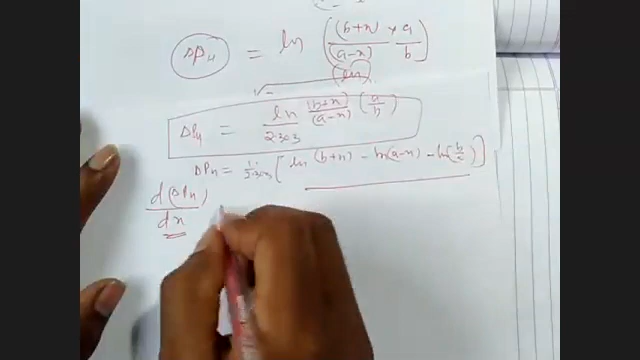 ΔpH = ln ( (b+x) × a / (a-x) b )
(ln)
ΔpH = ln / 2.303 (b+x)/(a-x) (a/b)
ΔpH = 1/2.303 [ ln (b+x) - ln(a-x) - ln(b/a) ]
d(ΔpH) / dx